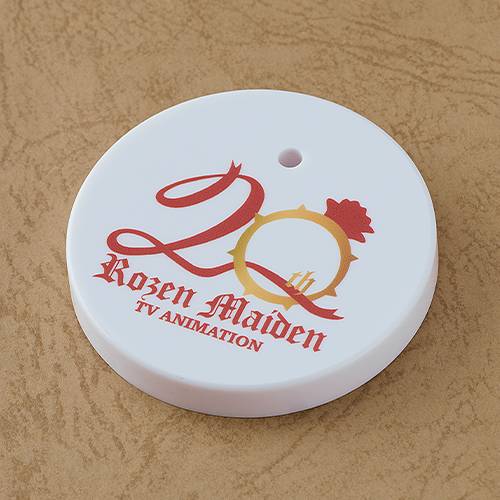 20th
Rozen Maiden
TV ANIMATION